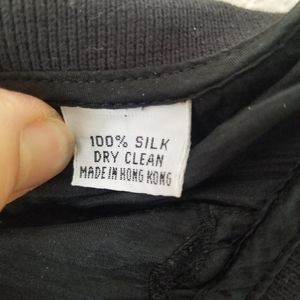 100% SILK
DRY CLEAN
MADE IN HONG KONG